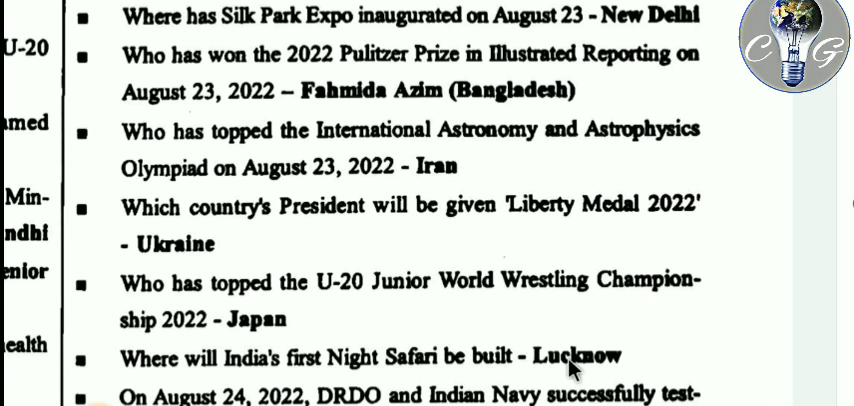 U-20
amed
Min-
ndhi
enior
ealth
Where has Silk Park Expo inaugurated on August 23 - New Delhi
Who has won the 2022 Pulitzer Prize in Illustrated Reporting on
August 23, 2022 – Fahmida Azim (Bangladesh)
Who has topped the International Astronomy and Astrophysics
Olympiad on August 23, 2022 - Iran
Which country's President will be given 'Liberty Medal 2022'
- Ukraine
Who has topped the U-20 Junior World Wrestling Champion-
ship 2022 - Japan
Where will India's first Night Safari be built - Lucknow
On August 24, 2022, DRDO and Indian Navy successfully test-
C G